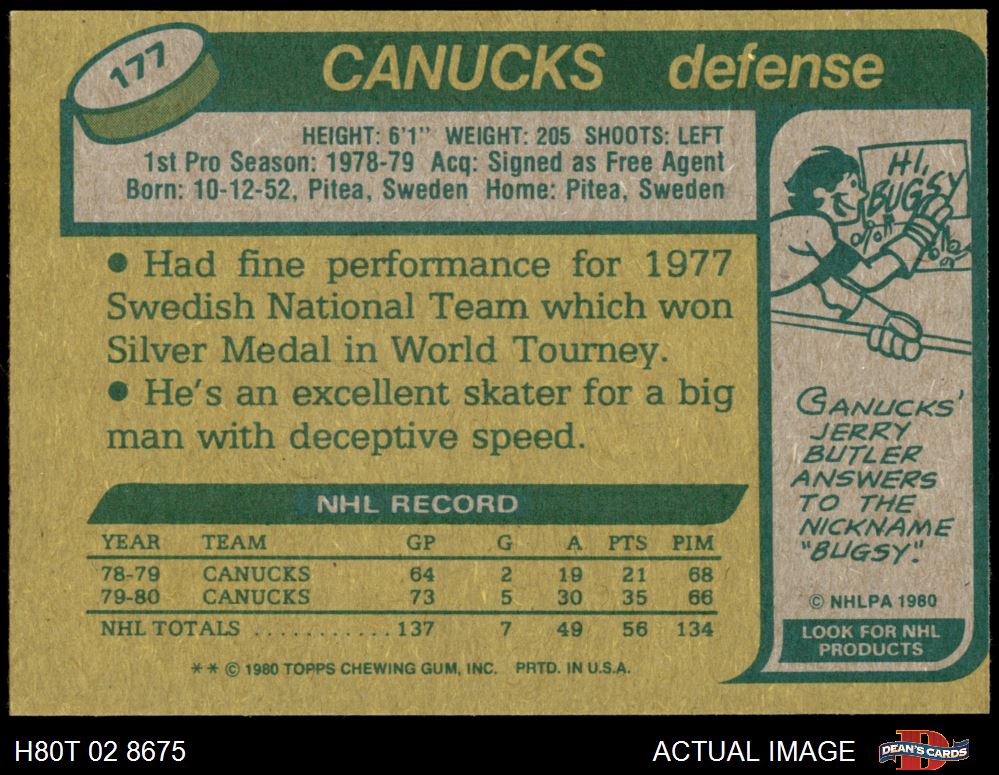 177
CANUCKS defense
HEIGHT: 6'1" WEIGHT: 205 SHOOTS: LEFT
1st Pro Season: 1978-79 Acq: Signed as Free Agent
Born: 10-12-52, Pitea, Sweden Home: Pitea, Sweden
• Had fine performance for 1977
Swedish National Team which won
Silver Medal in World Tourney.
• He's an excellent skater for a big
man with deceptive speed.
NHL RECORD
YEAR TEAM GP G A PTS PIM
78-79 CANUCKS 64 2 19 21 68
79-80 CANUCKS 73 5 30 35 66
NHL TOTALS ........... 137 7 49 56 134
** © 1980 TOPPS CHEWING GUM, INC. PRTD. IN U.S.A.
HI,
BUGSY
CANUCKS'
JERRY
BUTLER
ANSWERS
TO THE
NICKNAME
"BUGSY".
© NHLPA 1980
LOOK FOR NHL
PRODUCTS
H80T 02 8675
ACTUAL IMAGE
D
DEAN'S CARDS